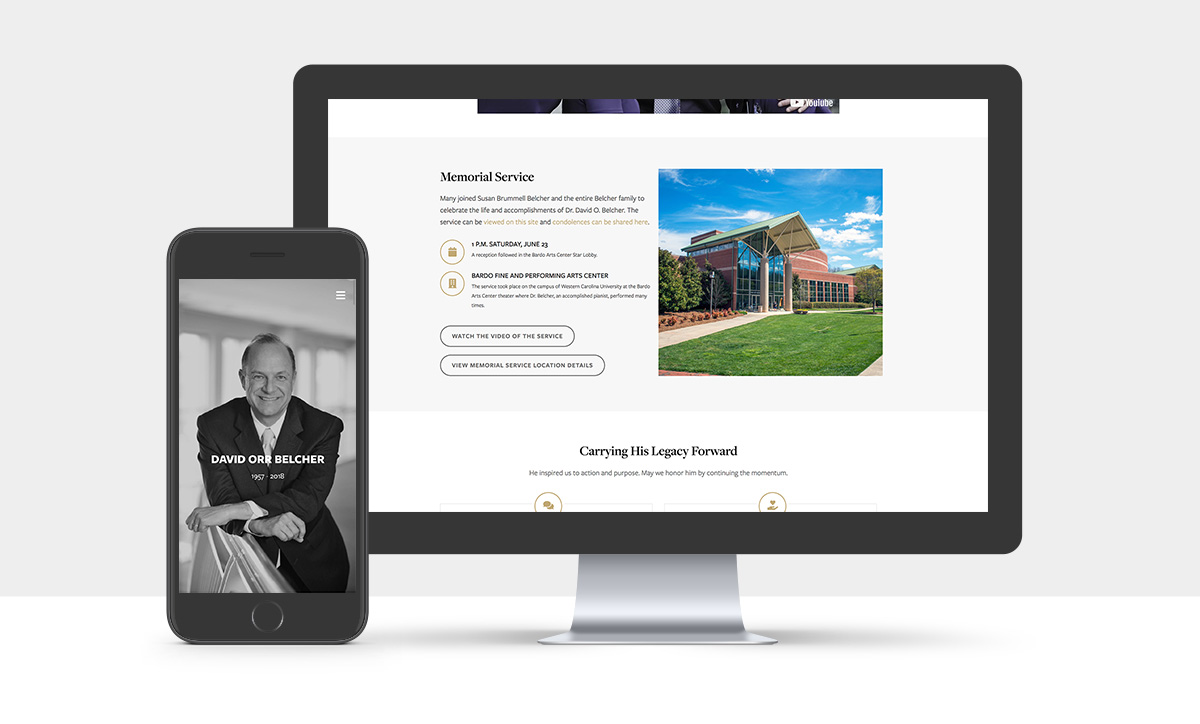 YouTube
Memorial Service
Many joined Susan Brummell Belcher and the entire Belcher family to
celebrate the life and accomplishments of Dr. David O. Belcher. The
service can be viewed on this site and condolences can be shared here.
1 P.M. SATURDAY, JUNE 23
A reception followed in the Bardo Arts Center Star Lobby.
BARDO FINE AND PERFORMING ARTS CENTER
The service took place on the campus of Western Carolina University at the Bardo
Arts Center theater where Dr. Belcher, an accomplished pianist, performed many
times.
WATCH THE VIDEO OF THE SERVICE
VIEW MEMORIAL SERVICE LOCATION DETAILS
Carrying His Legacy Forward
He inspired us to action and purpose. May we honor him by continuing the momentum.
DAVID ORR BELCHER
1957 - 2018